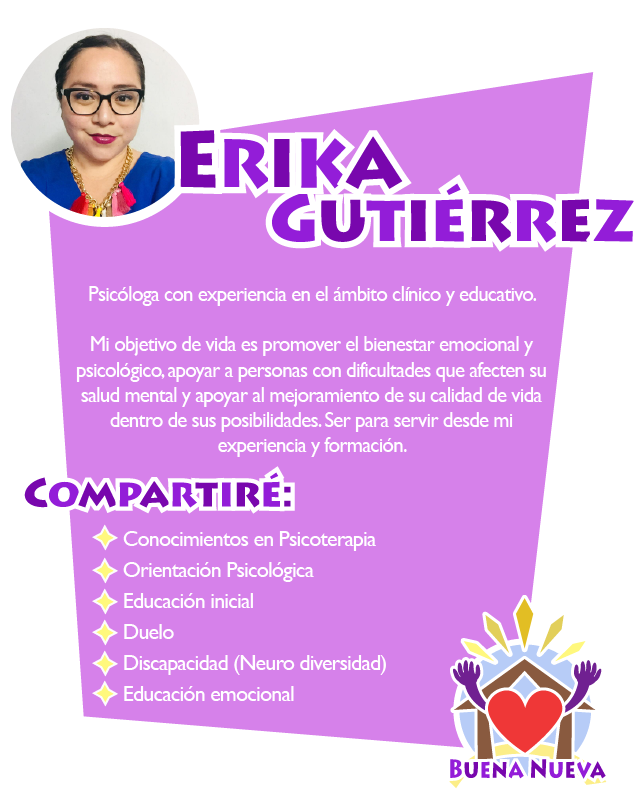 ERIKA
GUTIÉRREZ
Psicóloga con experiencia en el ámbito clínico y educativo.
Mi objetivo de vida es promover el bienestar emocional y
psicológico, apoyar a personas con dificultades que afecten su
salud mental y apoyar al mejoramiento de su calidad de vida
dentro de sus posibilidades. Ser para servir desde mi
experiencia y formación.
COMPARTIRÉ:
Conocimientos en Psicoterapia
Orientación Psicológica
Educación inicial
Duelo
Discapacidad (Neuro diversidad)
Educación emocional
BUENA NUEVA